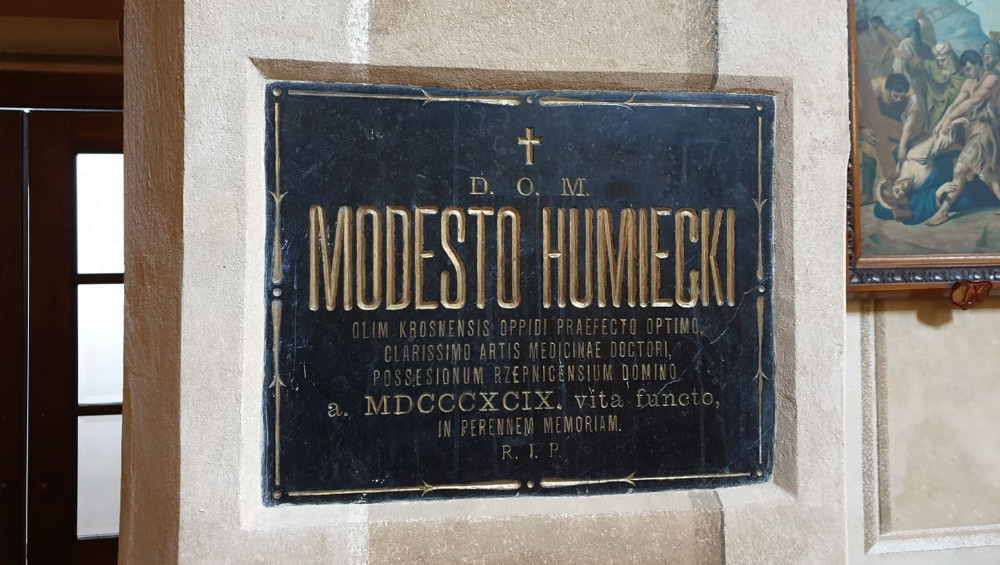 D. O. M.
MODESTO HUMIECKI
OLIM KROSNENSIS OPPIDI PRAEFECTO OPTIMO,
CLARISSIMO ARTIS MEDICINAE DOCTORI,
POSSESIONUM RZEPNICENSIUM DOMINO
a. MDCCCXCIX. vita functo,
IN PERENNEM MEMORIAM.
R. I. P.